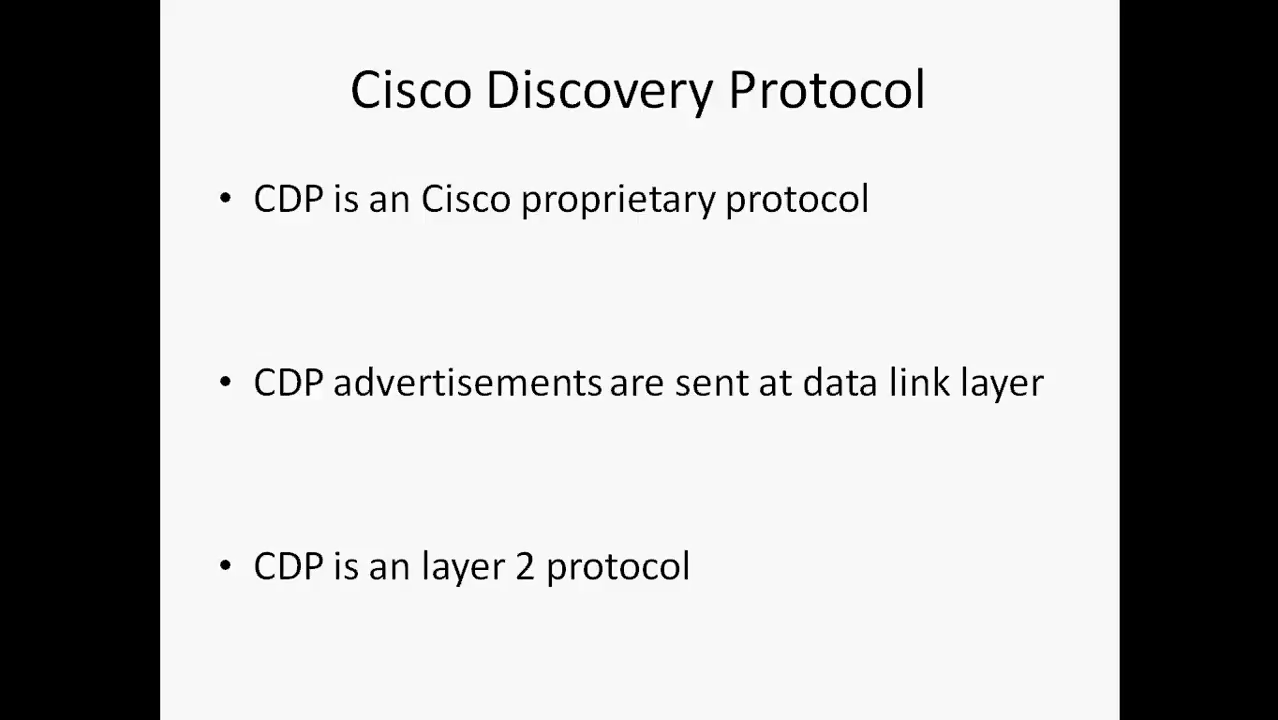 Cisco Discovery Protocol
• CDP is an Cisco proprietary protocol
• CDP advertisements are sent at data link layer
• CDP is an layer 2 protocol